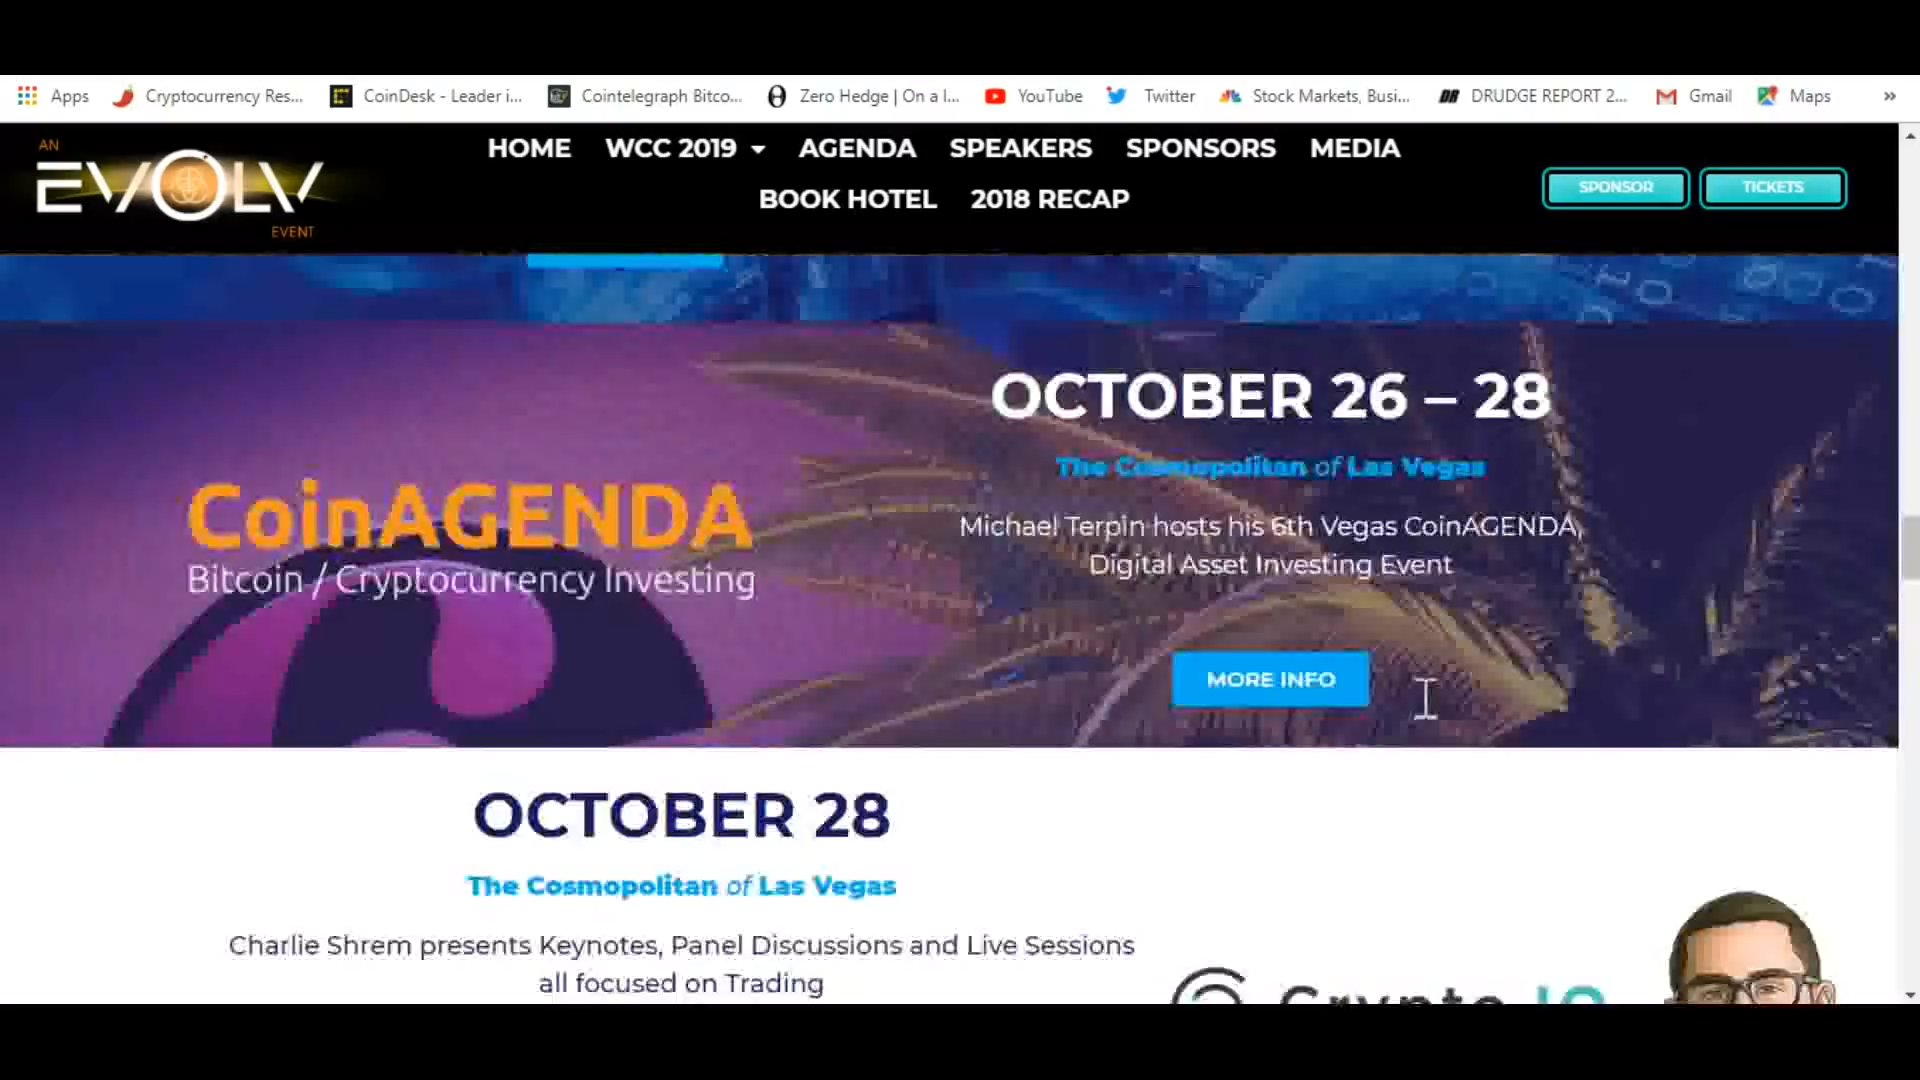 Apps Cryptocurrency Res... CoinDesk - Leader i... Cointelegraph Bitco... Zero Hedge | On a l... YouTube Twitter Stock Markets, Busi... DRUDGE REPORT 2... Gmail Maps »
AN
EVOLV
EVENT
HOME WCC 2019 AGENDA SPEAKERS SPONSORS MEDIA
BOOK HOTEL 2018 RECAP
SPONSOR TICKETS
CoinAGENDA
Bitcoin / Cryptocurrency Investing
OCTOBER 26 – 28
The Cosmopolitan of Las Vegas
Michael Terpin hosts his 6th Vegas CoinAGENDA,
Digital Asset Investing Event
MORE INFO
OCTOBER 28
The Cosmopolitan of Las Vegas
Charlie Shrem presents Keynotes, Panel Discussions and Live Sessions
all focused on Trading